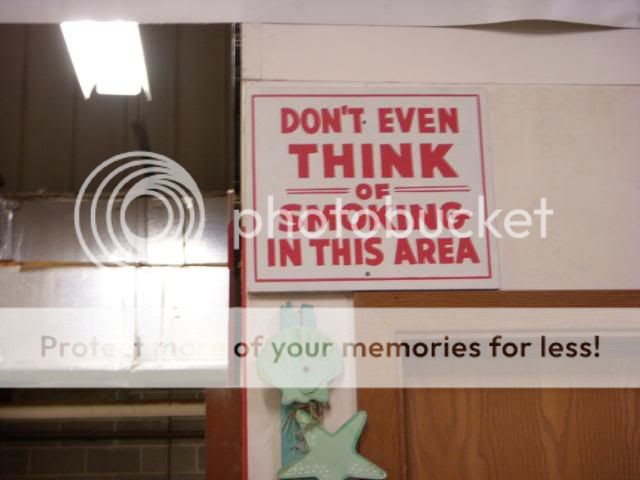 DON'T EVEN
THINK
OF
SMOKING
IN THIS AREA
photobucket
Protect more of your memories for less!